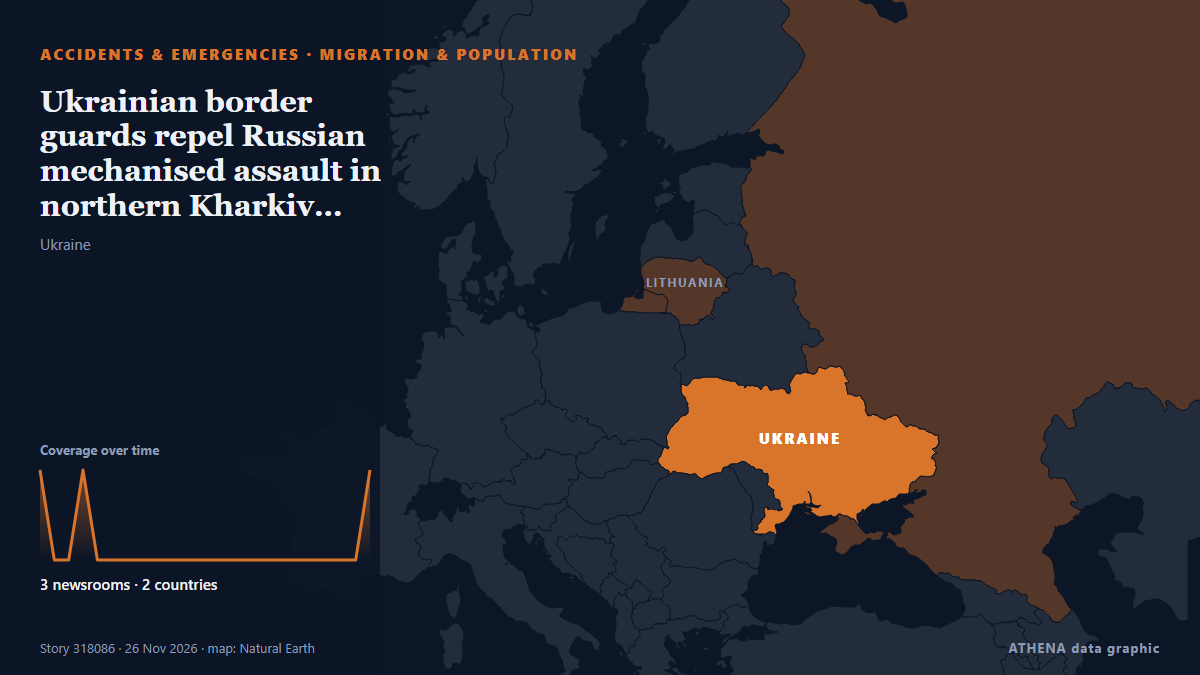 ACCIDENTS & EMERGENCIES · MIGRATION & POPULATION
Ukrainian border
guards repel Russian
mechanised assault in
northern Kharkiv...
Ukraine
LITHUANIA
UKRAINE
Coverage over time
3 newsrooms · 2 countries
Story 318086 · 26 Nov 2026 · map: Natural Earth
ATHENA data graphic